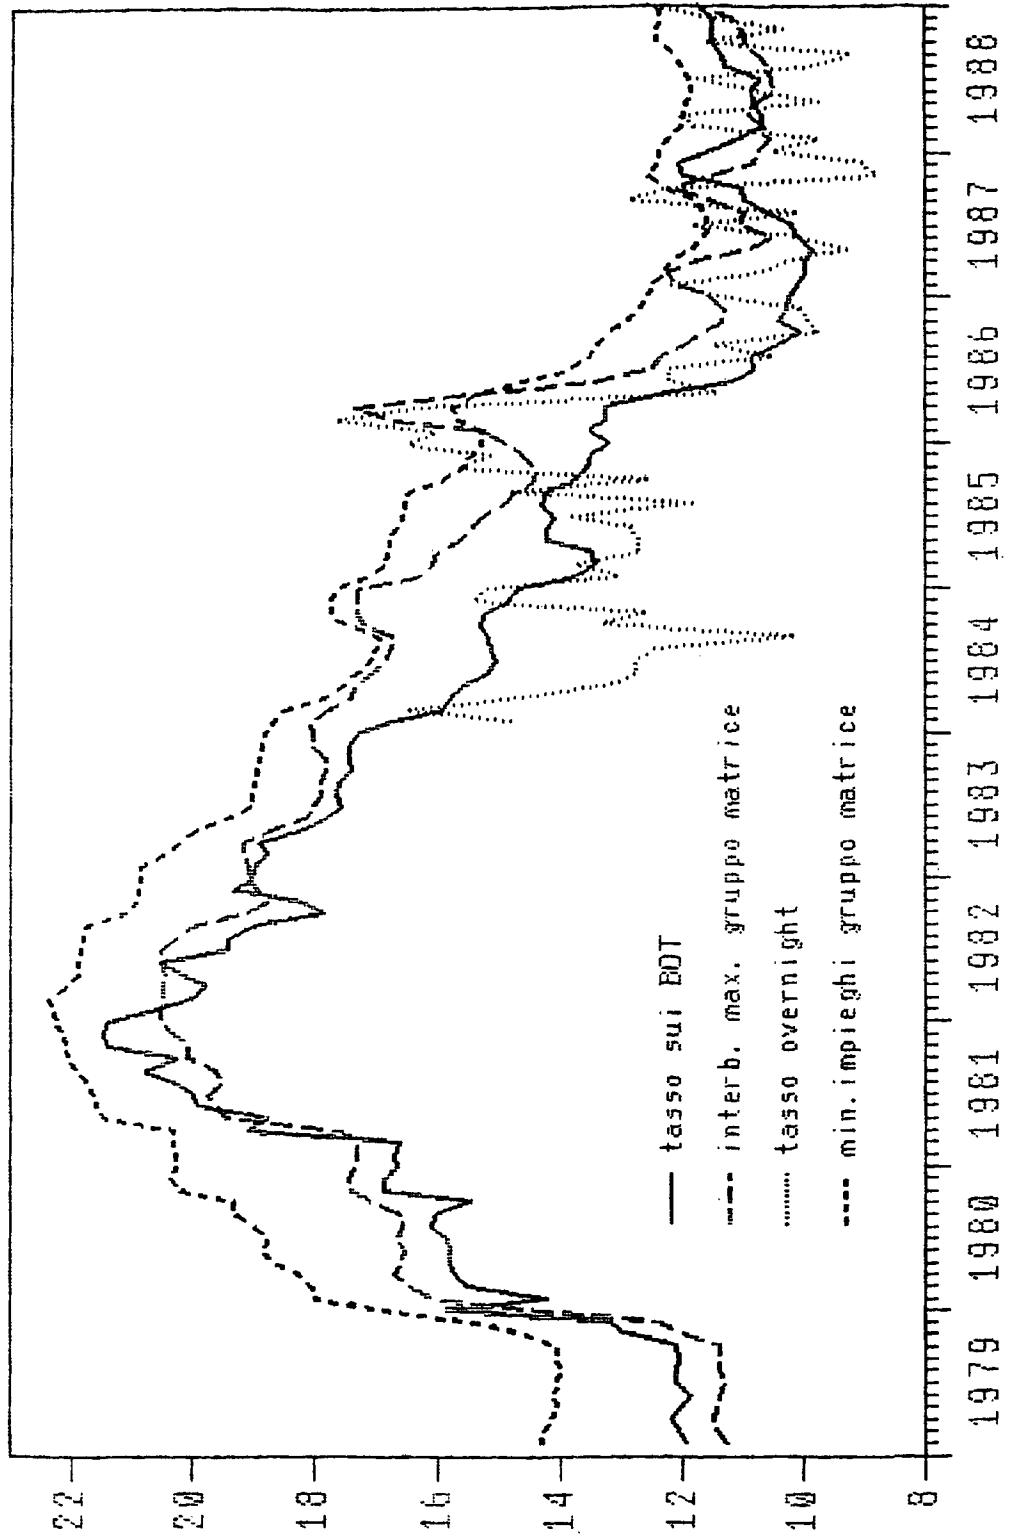 22
20
18
16
14
12
10
8
tasso sui BOT
interb. max. gruppo matrice
tasso overnight
min.impieghi gruppo matrice
1979 1980 1981 1982 1983 1984 1985 1986 1987 1988